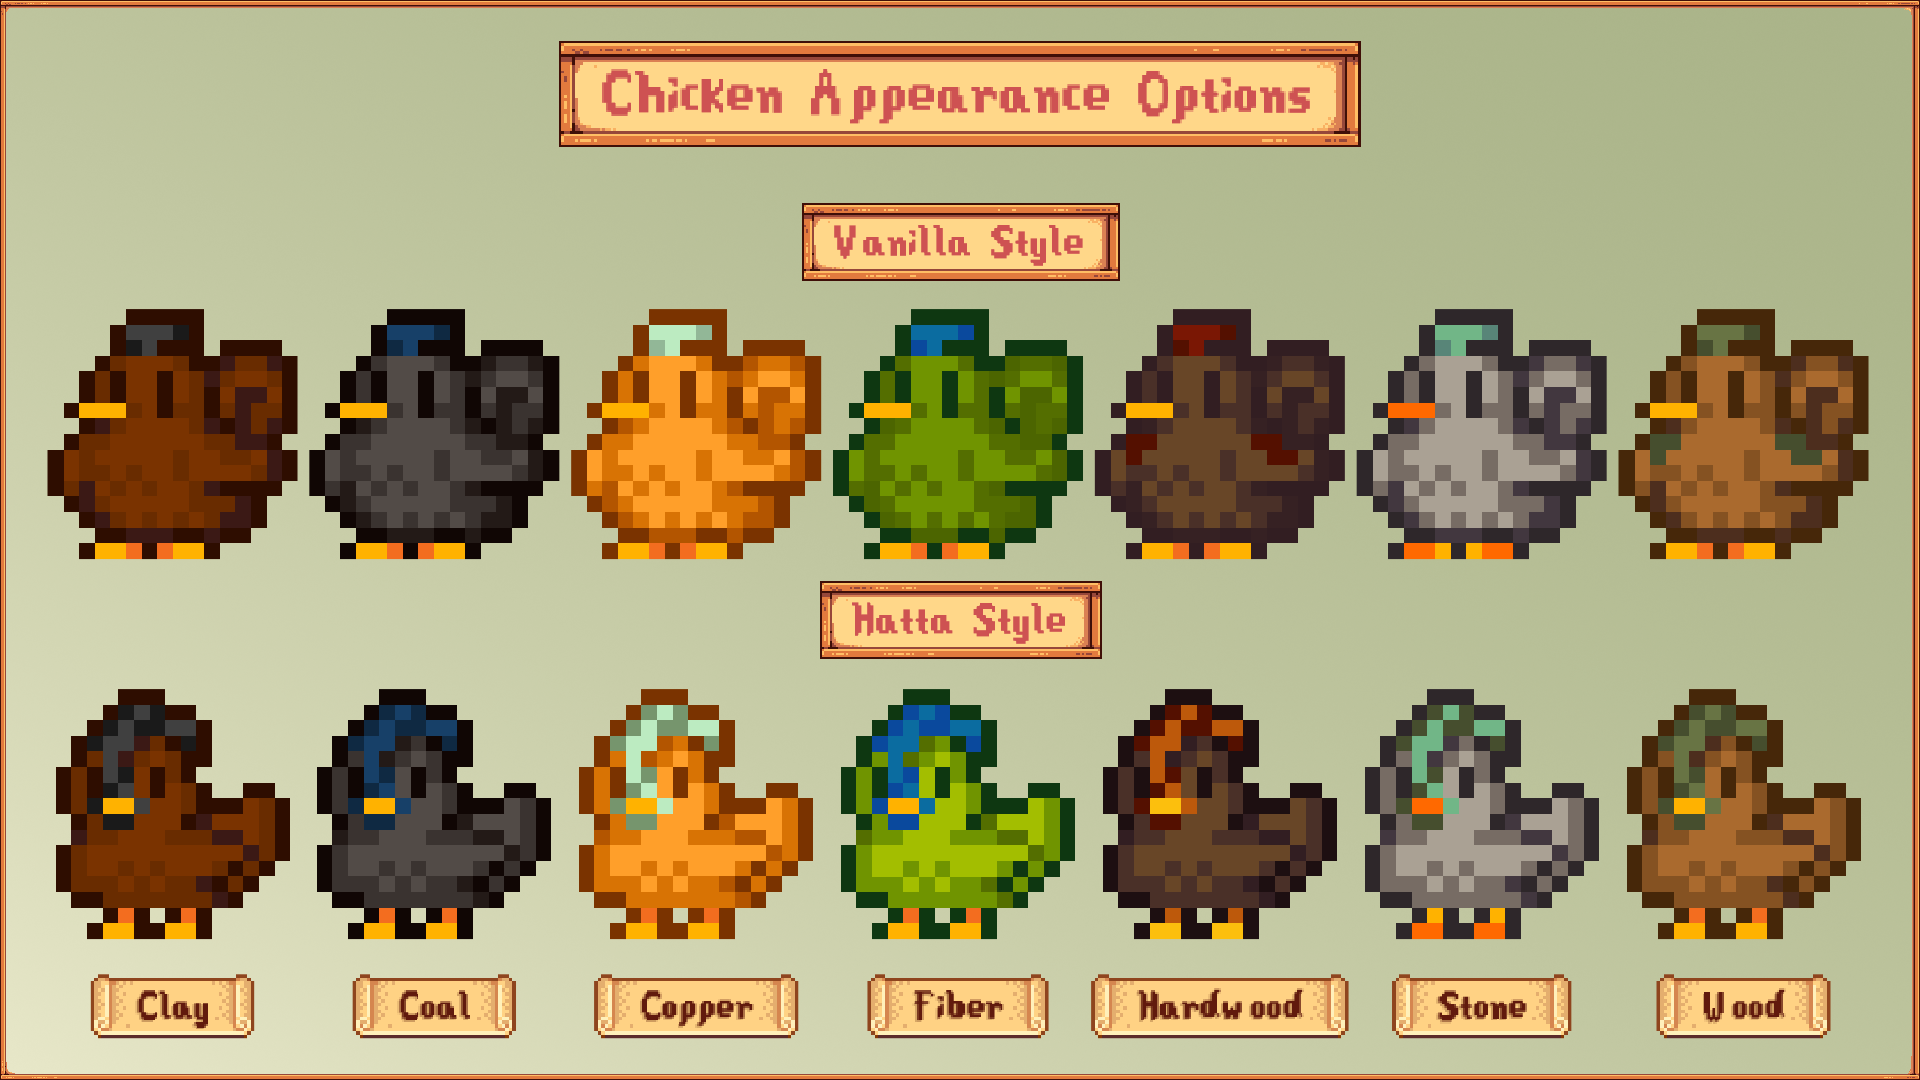 Chicken Appearance Options
Vanilla Style
Hatta Style
Clay
Coal
Copper
Fiber
Hardwood
Stone
Wood